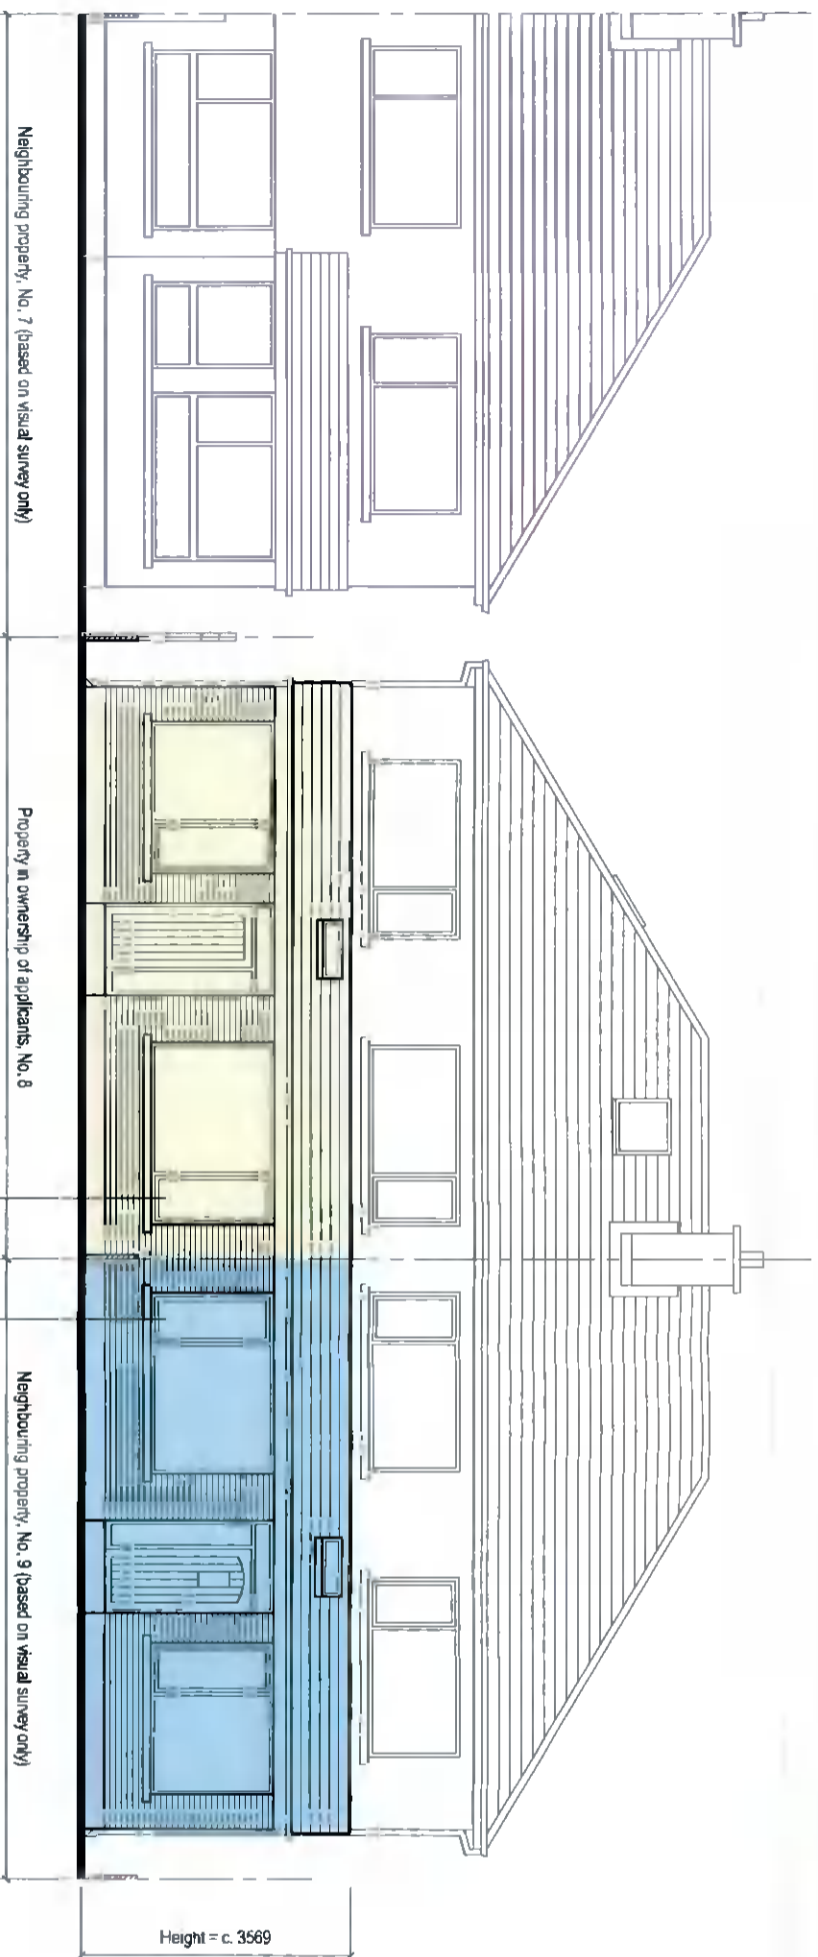 Neighbouring property, No. 7 (based on visual survey only)
Property in ownership of applicants, No.8
Neighbouring property, No. 9 (based on visual survey only)
Height = c. 3569